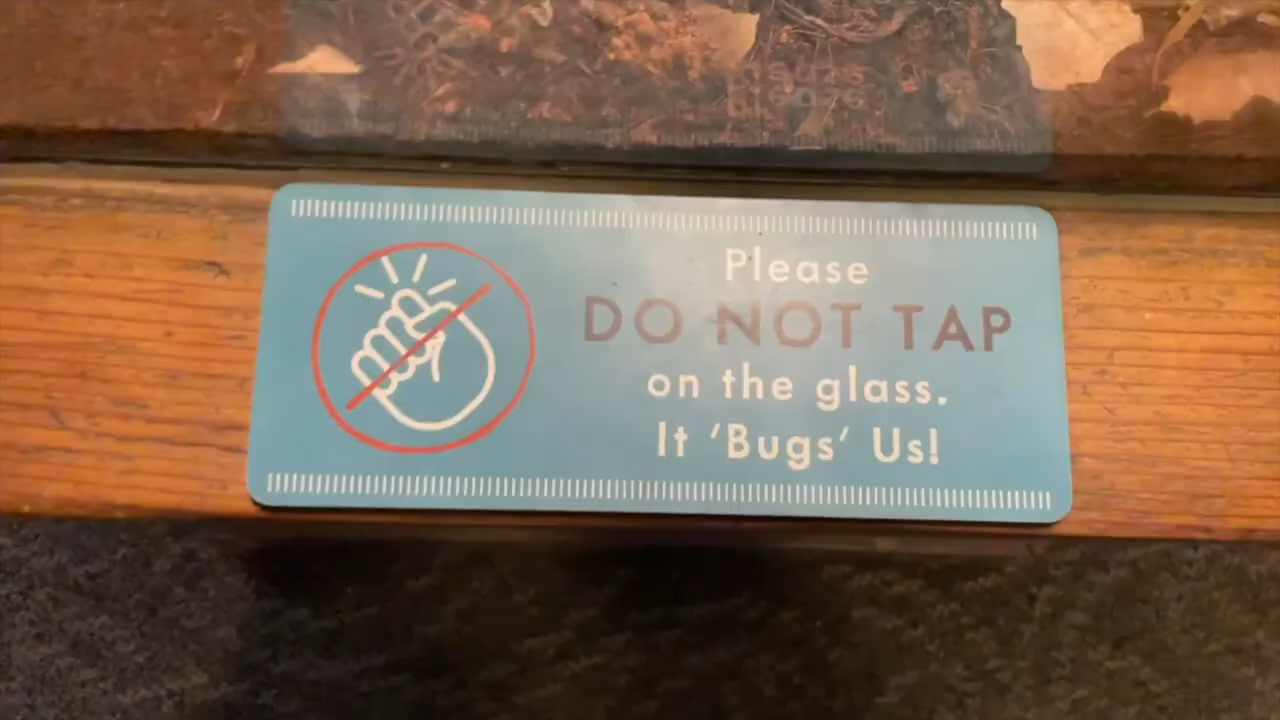 Please
DO NOT TAP
on the glass.
It ‘Bugs’ Us!